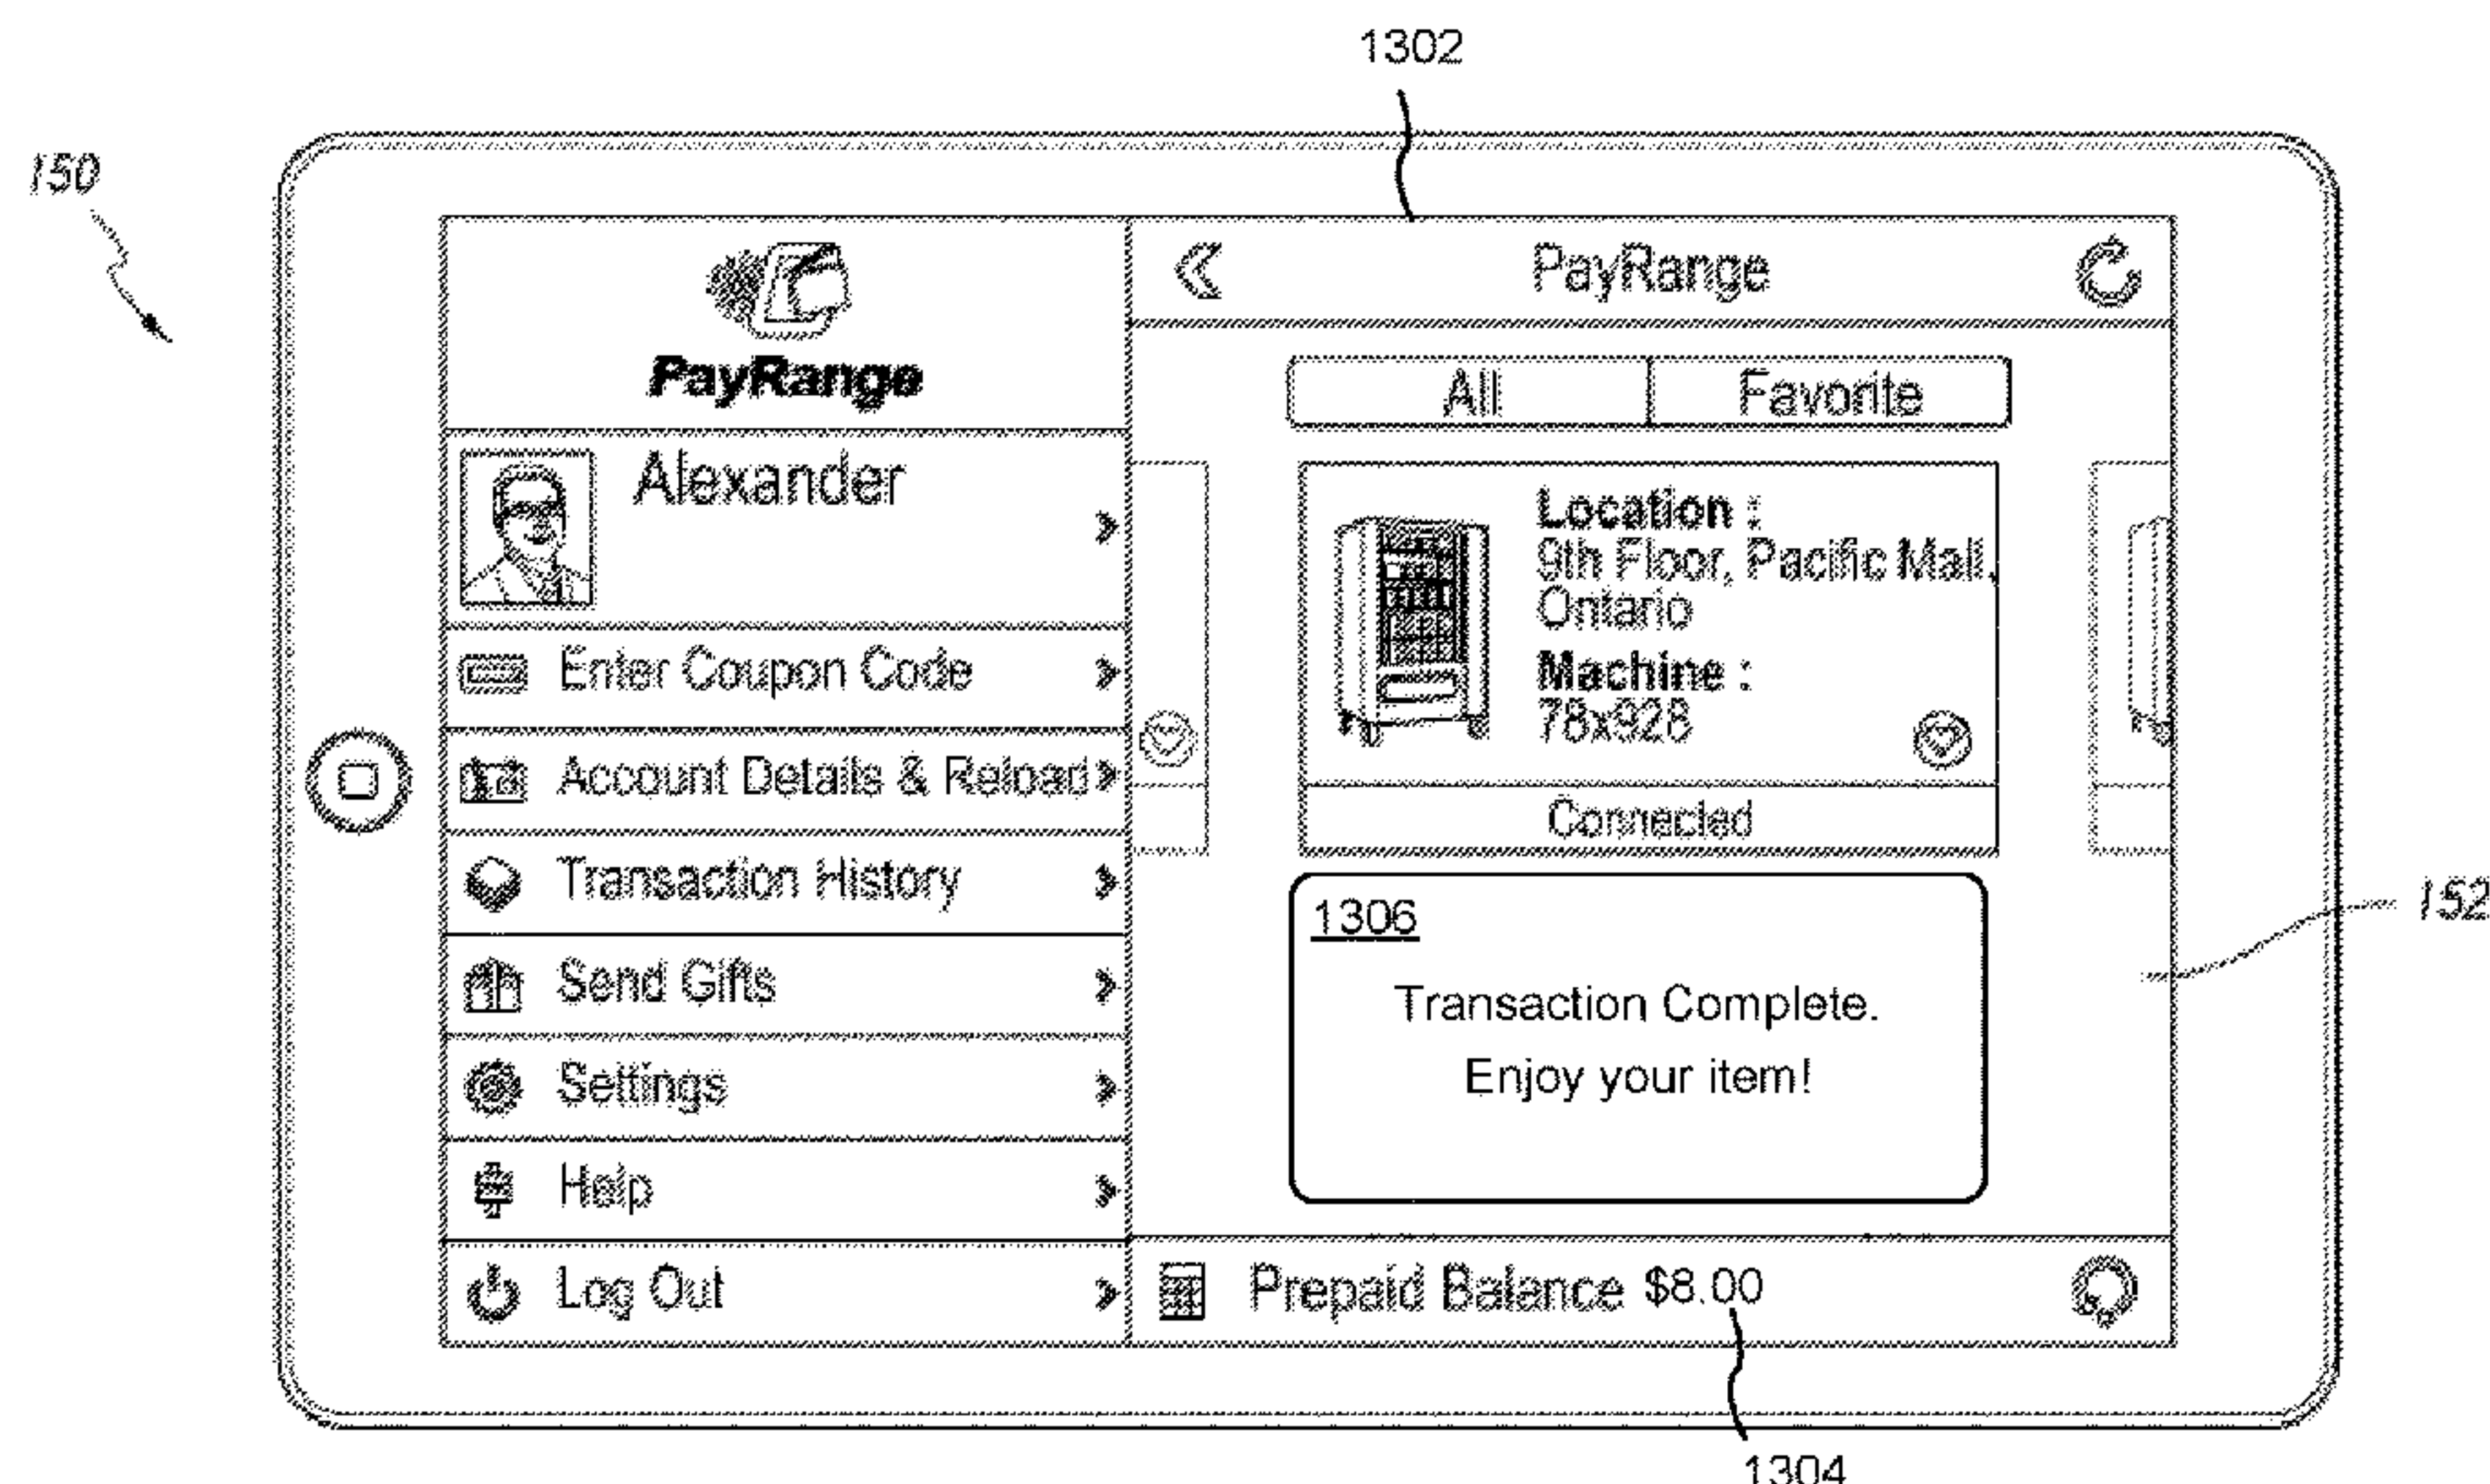 1302
150
PayRange
Alexander
Enter Coupon Code
Account Details & Reload
Transaction History
Send Gifts
Settings
Help
Log Out
PayRange
All
Favorite
Location :
9th Floor, Pacific Mall,
Ontario
Machine :
78x928
Connected
1306
Transaction Complete.
Enjoy your item!
152
Prepaid Balance $8.00
1304